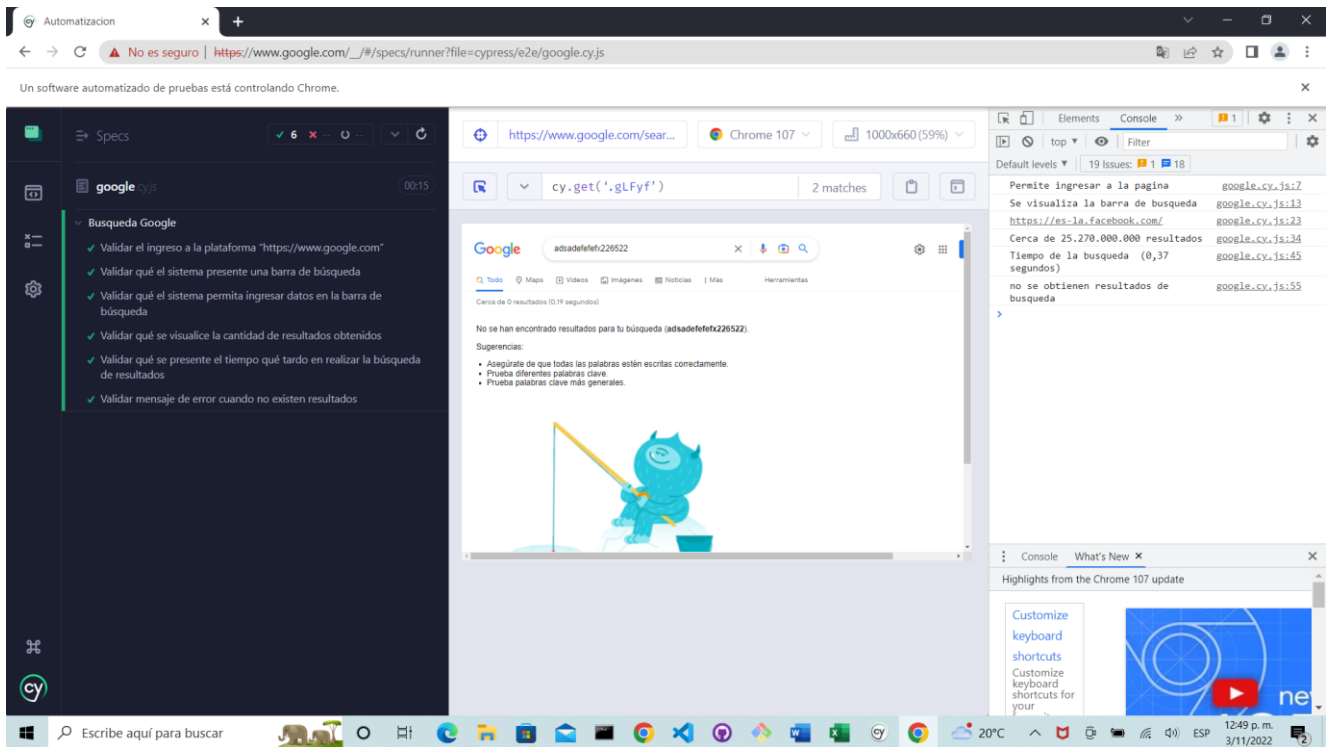 Automatizacion
No es seguro | https://www.google.com/__/#/specs/runner?file=cypress/e2e/google.cy.js
Un software automatizado de pruebas está controlando Chrome.
Specs
6 -- --
google.cy.js 00:15
Busqueda Google
Validar el ingreso a la plataforma "https://www.google.com"
Validar qué el sistema presente una barra de búsqueda
Validar qué el sistema permita ingresar datos en la barra de
búsqueda
Validar qué se visualice la cantidad de resultados obtenidos
Validar qué se presente el tiempo qué tardo en realizar la búsqueda
de resultados
Validar mensaje de error cuando no existen resultados
cy
https://www.google.com/sear... Chrome 107 1000x660 (59%)
cy.get('.gLFyf') 2 matches
Google adsadefefefx226522
Todo Maps Videos Imágenes Noticias Más Herramientas
Cerca de 0 resultados (0,19 segundos)
No se han encontrado resultados para tu búsqueda (adsadefefefx226522).
Sugerencias:
Asegúrate de que todas las palabras estén escritas correctamente.
Prueba diferentes palabras clave.
Prueba palabras clave más generales.
Elements Console » 1
top Filter
Default levels 19 Issues: 1 18
Permite ingresar a la pagina google.cy.js:7
Se visualiza la barra de busqueda google.cy.js:13
https://es-la.facebook.com/ google.cy.js:23
Cerca de 25.270.000.000 resultados google.cy.js:34
Tiempo de la busqueda (0,37 google.cy.js:45
segundos)
no se obtienen resultados de google.cy.js:55
busqueda
Console What's New
Highlights from the Chrome 107 update
Customize
keyboard
shortcuts
Customize
keyboard
shortcuts for
your
Escribe aquí para buscar
20°C ESP 12:49 p. m.
3/11/2022 2